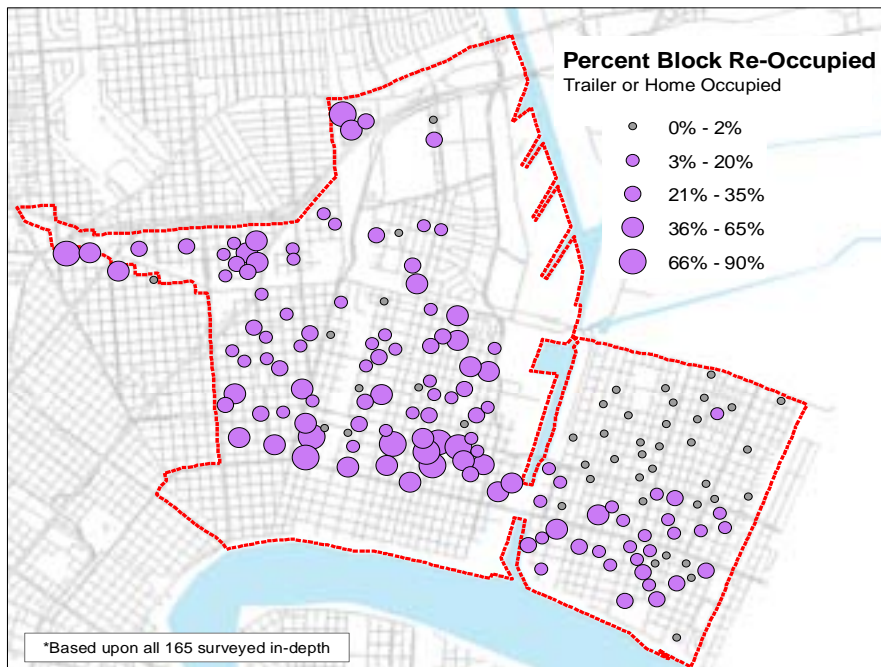 Percent Block Re-Occupied
Trailer or Home Occupied
0% - 2%
3% - 20%
21% - 35%
36% - 65%
66% - 90%
*Based upon all 165 surveyed in-depth